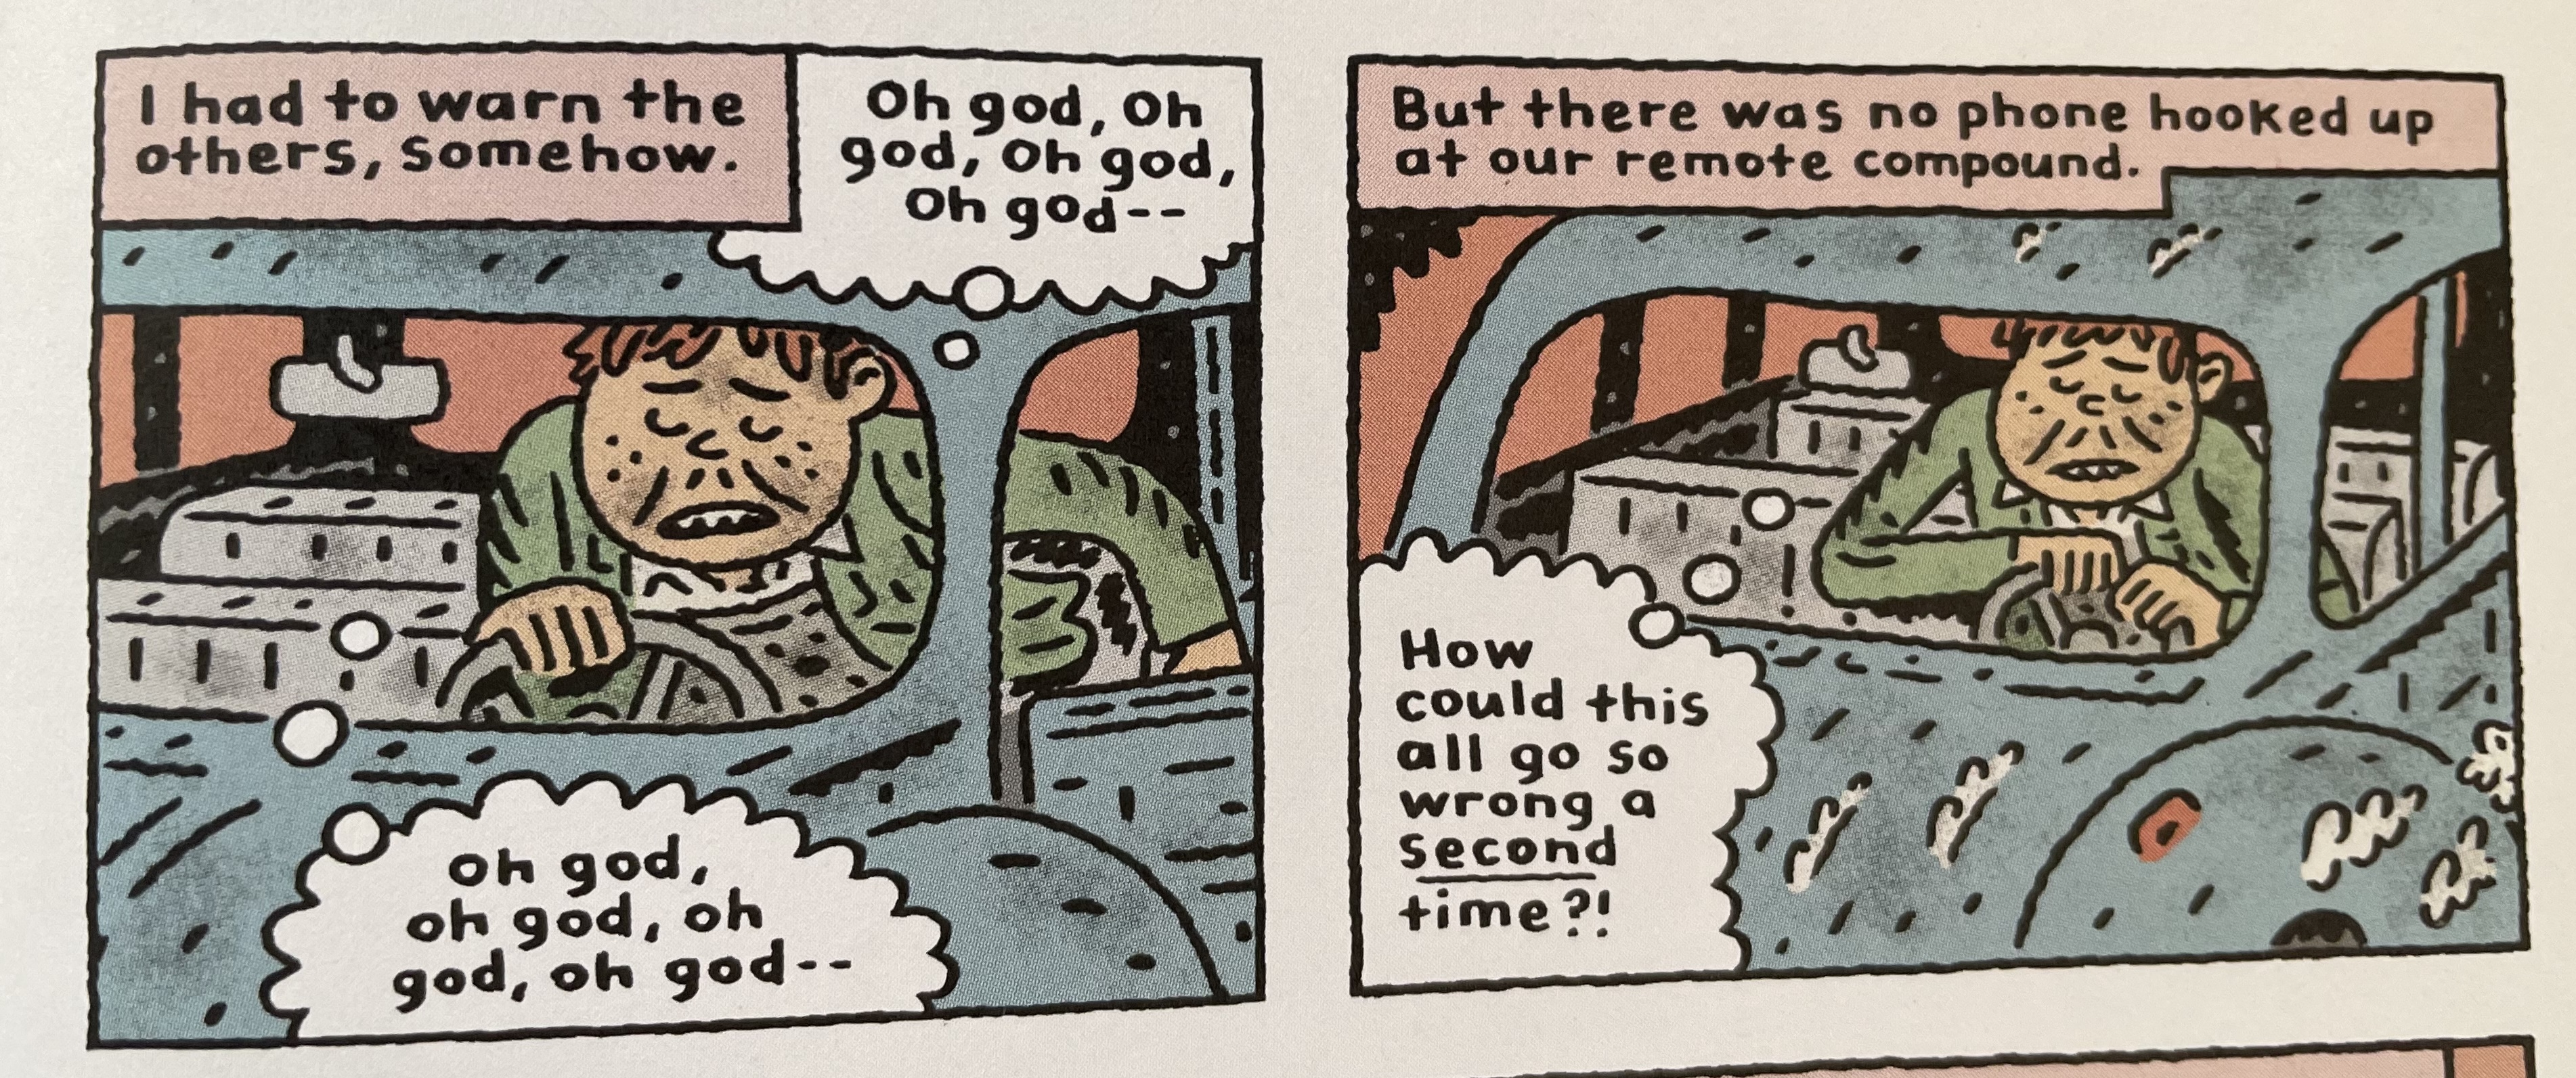 I had to warn the
others, somehow.
Oh god, oh
god, oh god,
oh god--
oh god,
oh god, oh
god, oh god--
But there was no phone hooked up
at our remote compound.
How
could this
all go so
wrong a
second
time?!